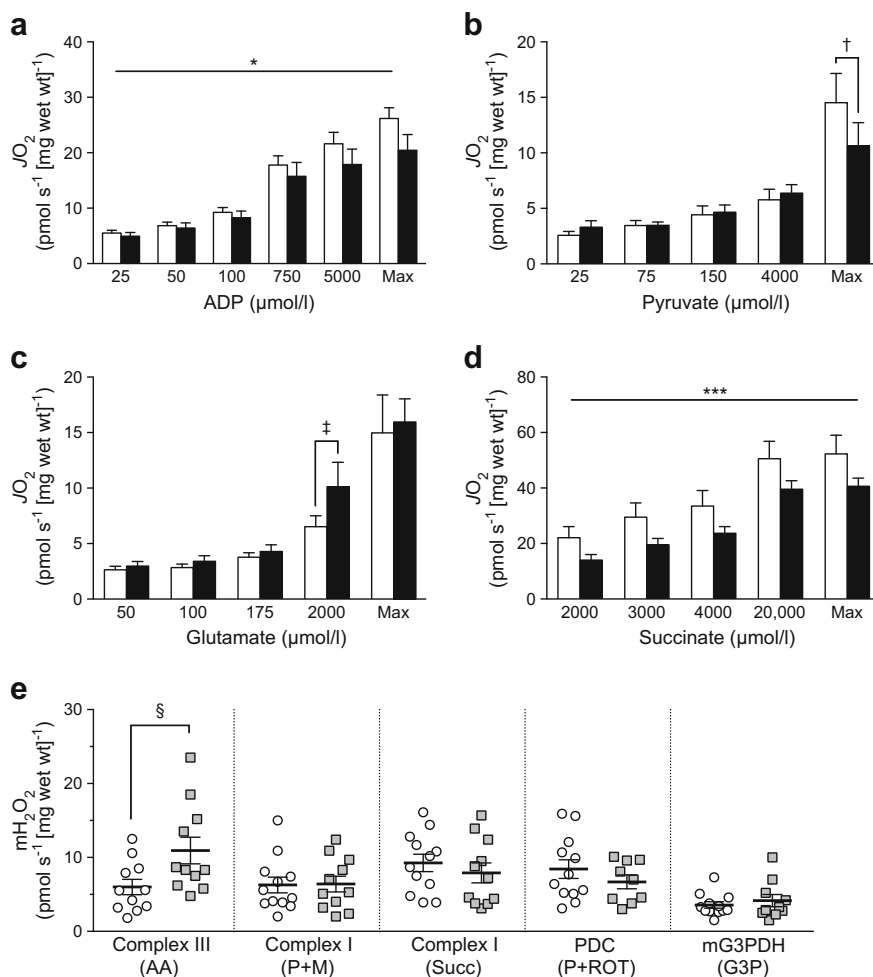 a
40
30
20
10
0
JO2
(pmol s-1 [mg wet wt]-1)
*
25 50 100 750 5000 Max
ADP (µmol/l)
b
20
15
10
5
0
JO2
(pmol s-1 [mg wet wt]-1)
†
25 75 150 4000 Max
Pyruvate (µmol/l)
c
20
15
10
5
0
JO2
(pmol s-1 [mg wet wt]-1)
‡
50 100 175 2000 Max
Glutamate (µmol/l)
d
80
60
40
20
0
JO2
(pmol s-1 [mg wet wt]-1)
***
2000 3000 4000 20,000 Max
Succinate (µmol/l)
e
30
20
10
0
mH2O2
(pmol s-1 [mg wet wt]-1)
§
Complex III
(AA)
Complex I
(P+M)
Complex I
(Succ)
PDC
(P+ROT)
mG3PDH
(G3P)